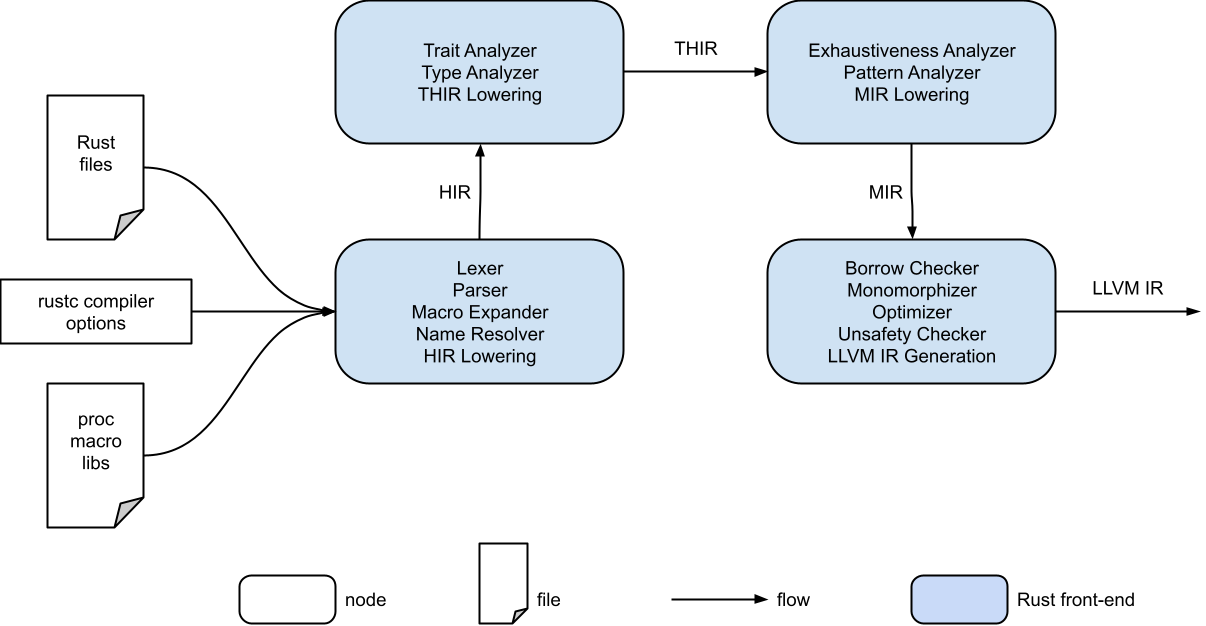 Trait Analyzer
Type Analyzer
THIR Lowering
THIR
Exhaustiveness Analyzer
Pattern Analyzer
MIR Lowering
Rust
files
HIR
MIR
rustc compiler
options
Lexer
Parser
Macro Expander
Name Resolver
HIR Lowering
Borrow Checker
Monomorphizer
Optimizer
Unsafety Checker
LLVM IR Generation
LLVM IR
proc
macro
libs
node
file
flow
Rust front-end